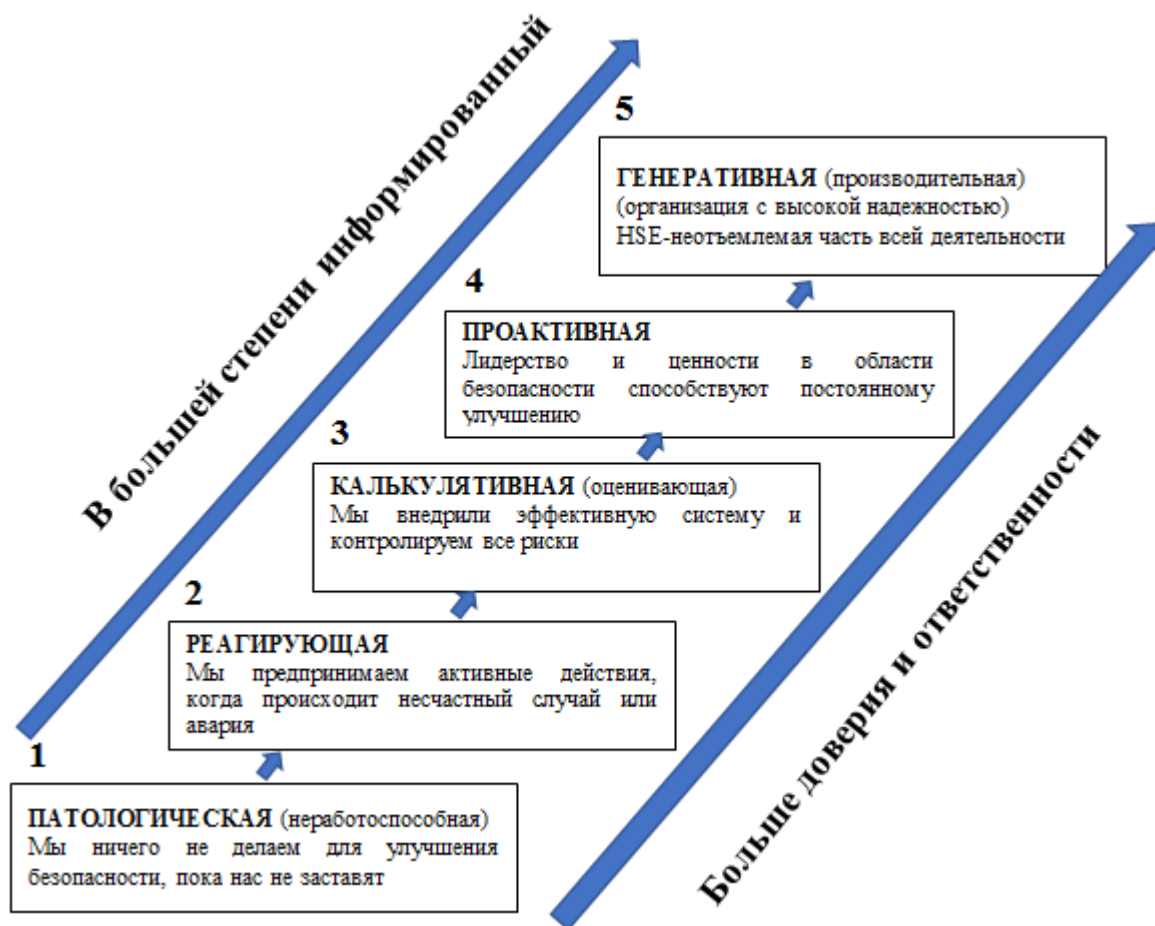 В большей степени информированный
5
ГЕНЕРАТИВНАЯ (производительная)
(организация с высокой надежностью)
HSE-неотъемлемая часть всей деятельности
4
ПРОАКТИВНАЯ
Лидерство и ценности в области
безопасности способствуют постоянному
улучшению
3
КАЛЬКУЛЯТИВНАЯ (оценивающая)
Мы внедрили эффективную систему и
контролируем все риски
2
РЕАГИРУЮЩАЯ
Мы предпринимаем активные действия,
когда происходит несчастный случай или
авария
1
ПАТОЛОГИЧЕСКАЯ (неработоспособная)
Мы ничего не делаем для улучшения
безопасности, пока нас не заставят
Больше доверия и ответственности